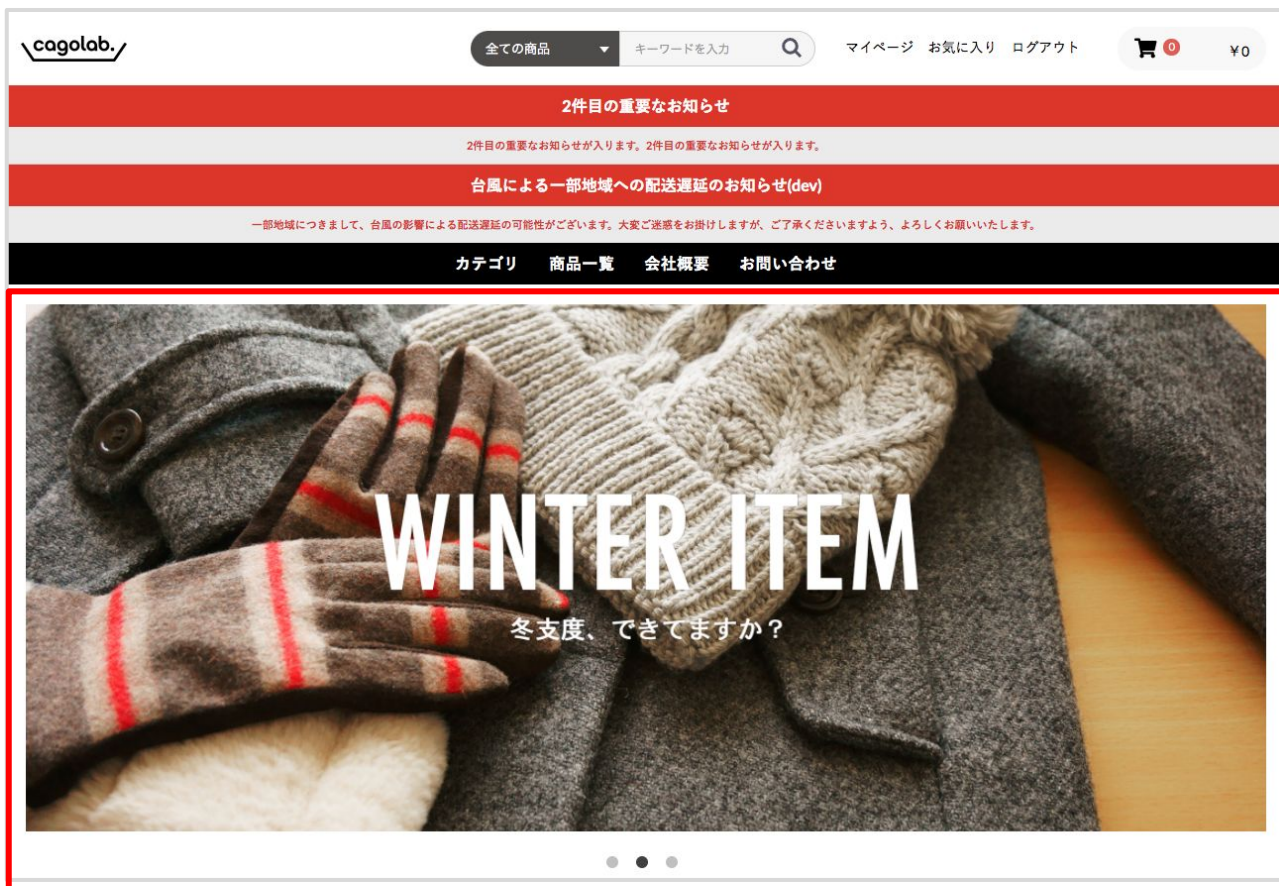 cagolab.
全ての商品
キーワードを入力
マイページ お気に入り ログアウト
0
¥0
2件目の重要なお知らせ
2件目の重要なお知らせが入ります。2件目の重要なお知らせが入ります。
台風による一部地域への配送遅延のお知らせ(dev)
一部地域につきまして、台風の影響による配送遅延の可能性がございます。大変ご迷惑をお掛けしますが、ご了承くださいますよう、よろしくお願いいたします。
カテゴリ 商品一覧 会社概要 お問い合わせ
WINTER ITEM
冬支度、できてますか？